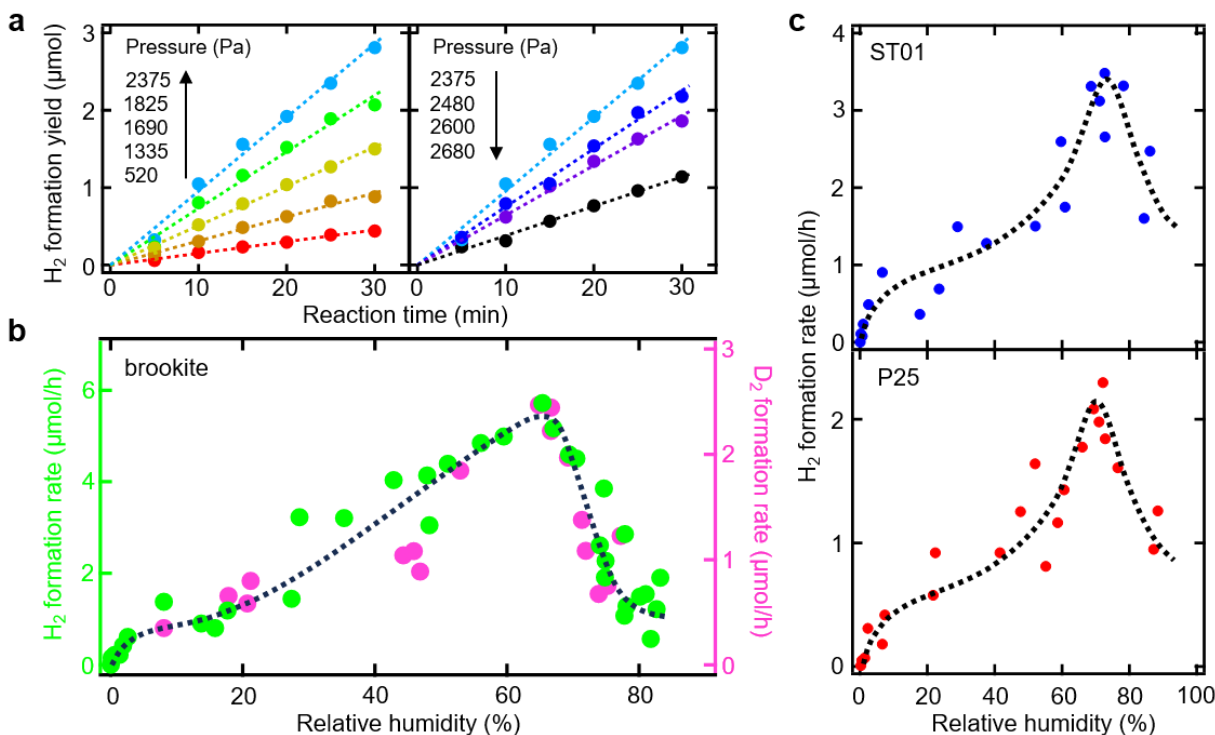 a
H₂ formation yield (μmol)
3
2
1
0
Pressure (Pa)
2375
1825
1690
1335
520
Pressure (Pa)
2375
2480
2600
2680
0 10 20 30 0 10 20 30
Reaction time (min)
b
brookite
H₂ formation rate (μmol/h)
6
4
2
0
D₂ formation rate (μmol/h)
3
2
1
0
0 20 40 60 80
Relative humidity (%)
c
ST01
4
3
2
1
0
H₂ formation rate (μmol/h)
P25
2
1
0
0 20 40 60 80 100
Relative humidity (%)